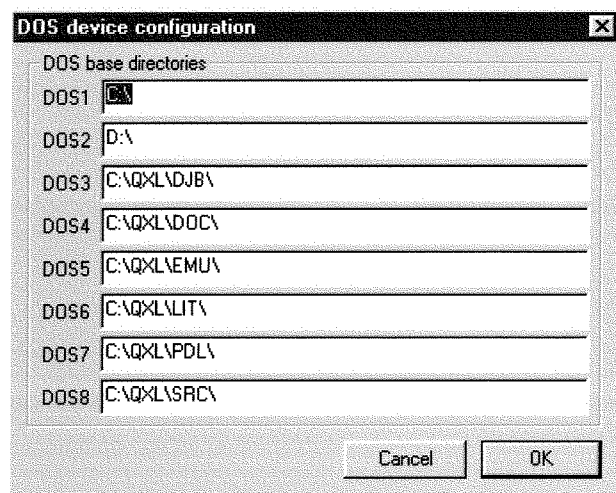 DOS device configuration
DOS base directories
DOS1 C:\
DOS2 D:\
DOS3 C:\QXL\DJB\
DOS4 C:\QXL\DOC\
DOS5 C:\QXL\EMU\
DOS6 C:\QXL\LIT\
DOS7 C:\QXL\PDL\
DOS8 C:\QXL\SRC\
Cancel OK